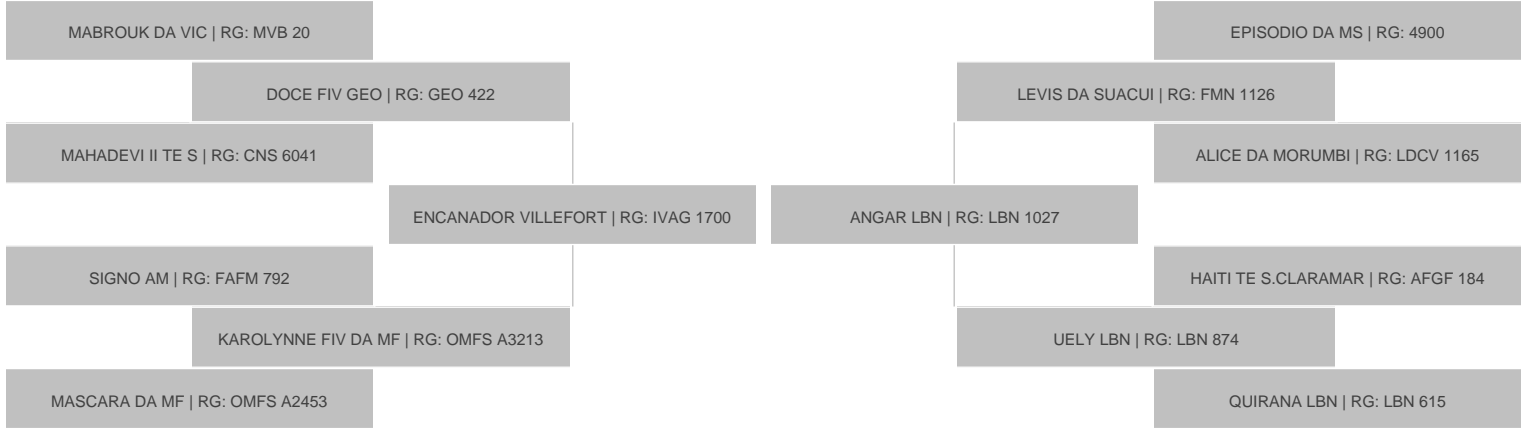 MABROUK DA VIC | RG: MVB 20
EPISODIO DA MS | RG: 4900
DOCE FIV GEO | RG: GEO 422
LEVIS DA SUACUI | RG: FMN 1126
MAHADEVI II TE S | RG: CNS 6041
ALICE DA MORUMBI | RG: LDCV 1165
ENCANADOR VILLEFORT | RG: IVAG 1700
ANGAR LBN | RG: LBN 1027
SIGNO AM | RG: FAFM 792
HAITI TE S.CLARAMAR | RG: AFGF 184
KAROLYNNE FIV DA MF | RG: OMFS A3213
UELY LBN | RG: LBN 874
MASCARA DA MF | RG: OMFS A2453
QUIRANA LBN | RG: LBN 615